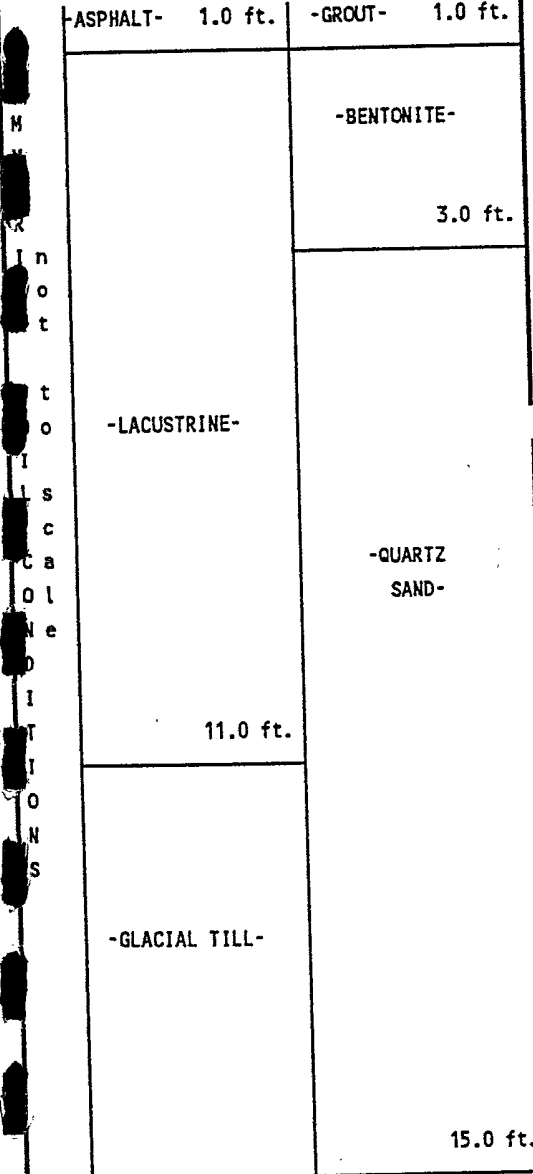 -ASPHALT- 1.0 ft.
-GROUT- 1.0 ft.
-BENTONITE-
3.0 ft.
not to scale
CONDITIONS
-LACUSTRINE-
-QUARTZ
SAND-
11.0 ft.
-GLACIAL TILL-
15.0 ft.